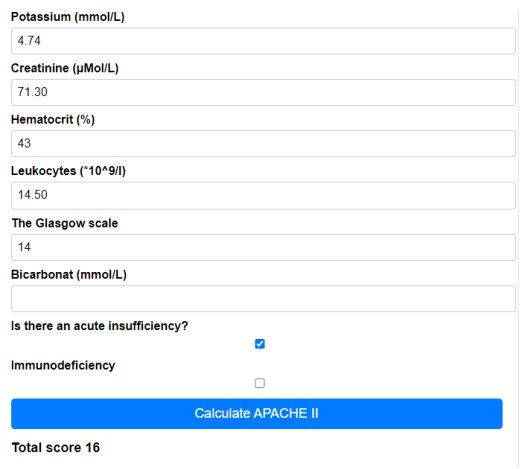 Potassium (mmol/L)
4.74
Creatinine (µMol/L)
71.30
Hematocrit (%)
43
Leukocytes (*10^9/l)
14.50
The Glasgow scale
14
Bicarbonat (mmol/L)
Is there an acute insufficiency?
Immunodeficiency
Calculate APACHE II
Total score 16